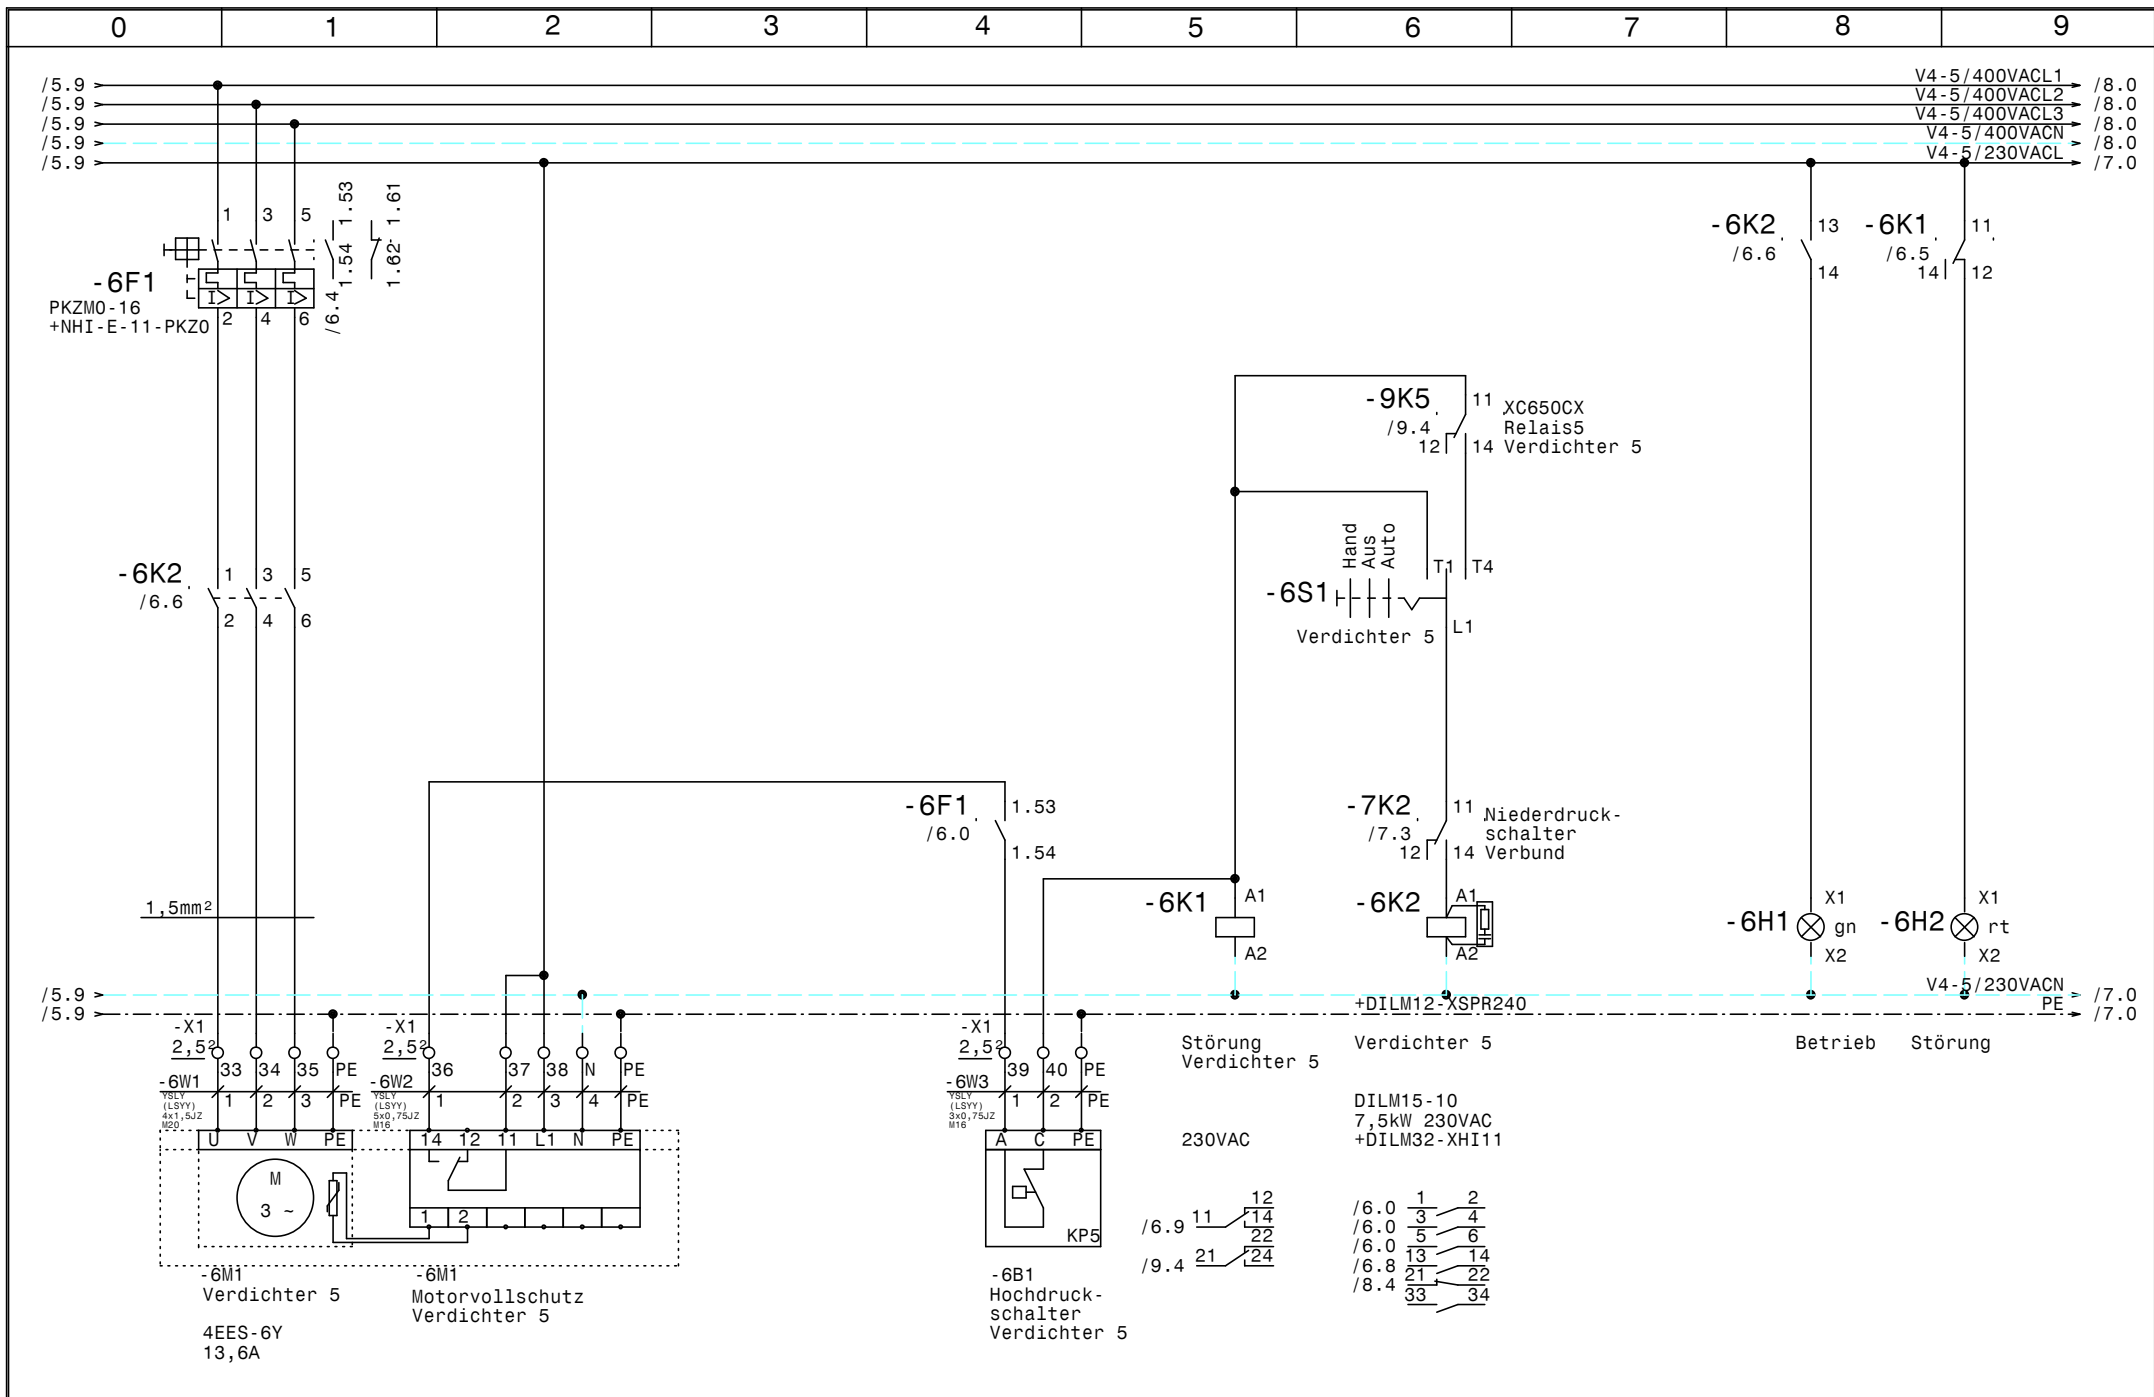 0 1 2 3 4 5 6 7 8 9
/5.9 V4-5/400VACL1 /8.0
/5.9 V4-5/400VACL2 /8.0
/5.9 V4-5/400VACL3 /8.0
/5.9 V4-5/400VACN /8.0
/5.9 V4-5/230VACL /7.0
1 3 5
1.53
1.54
1.61
1.62
-6F1
PKZM0-16
+NHI-E-11-PKZ0
I> I> I>
2 4 6
/6.4
-6K2
/6.6
13
14
-6K1
/6.5
11
14 12
-9K5
/9.4
11
12 14
XC650CX
Relais5
Verdichter 5
-6K2
/6.6
1 3 5
2 4 6
Hand
Aus
Auto
-6S1
T1 T4
L1
Verdichter 5
-6F1
/6.0
1.53
1.54
-7K2
/7.3
11
12 14
Niederdruck-
schalter
Verbund
1,5mm²
-6K1
A1
A2
-6K2
A1
A2
-6H1
X1
gn
X2
-6H2
X1
rt
X2
/5.9 V4-5/230VACN /7.0
/5.9 PE /7.0
+DILM12-XSPR240
-X1
2,5²
33 34 35 PE
-6W1
YSLY
(LSYY)
4x1,5JZ
M20
1 2 3 PE
U V W PE
M
3 ~
-X1
2,5²
36 37 38 N PE
-6W2
YSLY
(LSYY)
5x0,75JZ
M16
1 2 3 4 PE
14 12 11 L1 N PE
1 2
-X1
2,5²
39 40 PE
-6W3
YSLY
(LSYY)
3x0,75JZ
M16
1 2 PE
A C PE
KP5
Störung
Verdichter 5
Verdichter 5
Betrieb
Störung
230VAC
DILM15-10
7,5kW 230VAC
+DILM32-XHI11
/6.9 11 12
14
/9.4 21 22
24
/6.0 1 2
/6.0 3 4
/6.0 5 6
/6.8 13 14
/8.4 21 22
33 34
-6M1
Verdichter 5
4EES-6Y
13,6A
-6M1
Motorvollschutz
Verdichter 5
-6B1
Hochdruck-
schalter
Verdichter 5